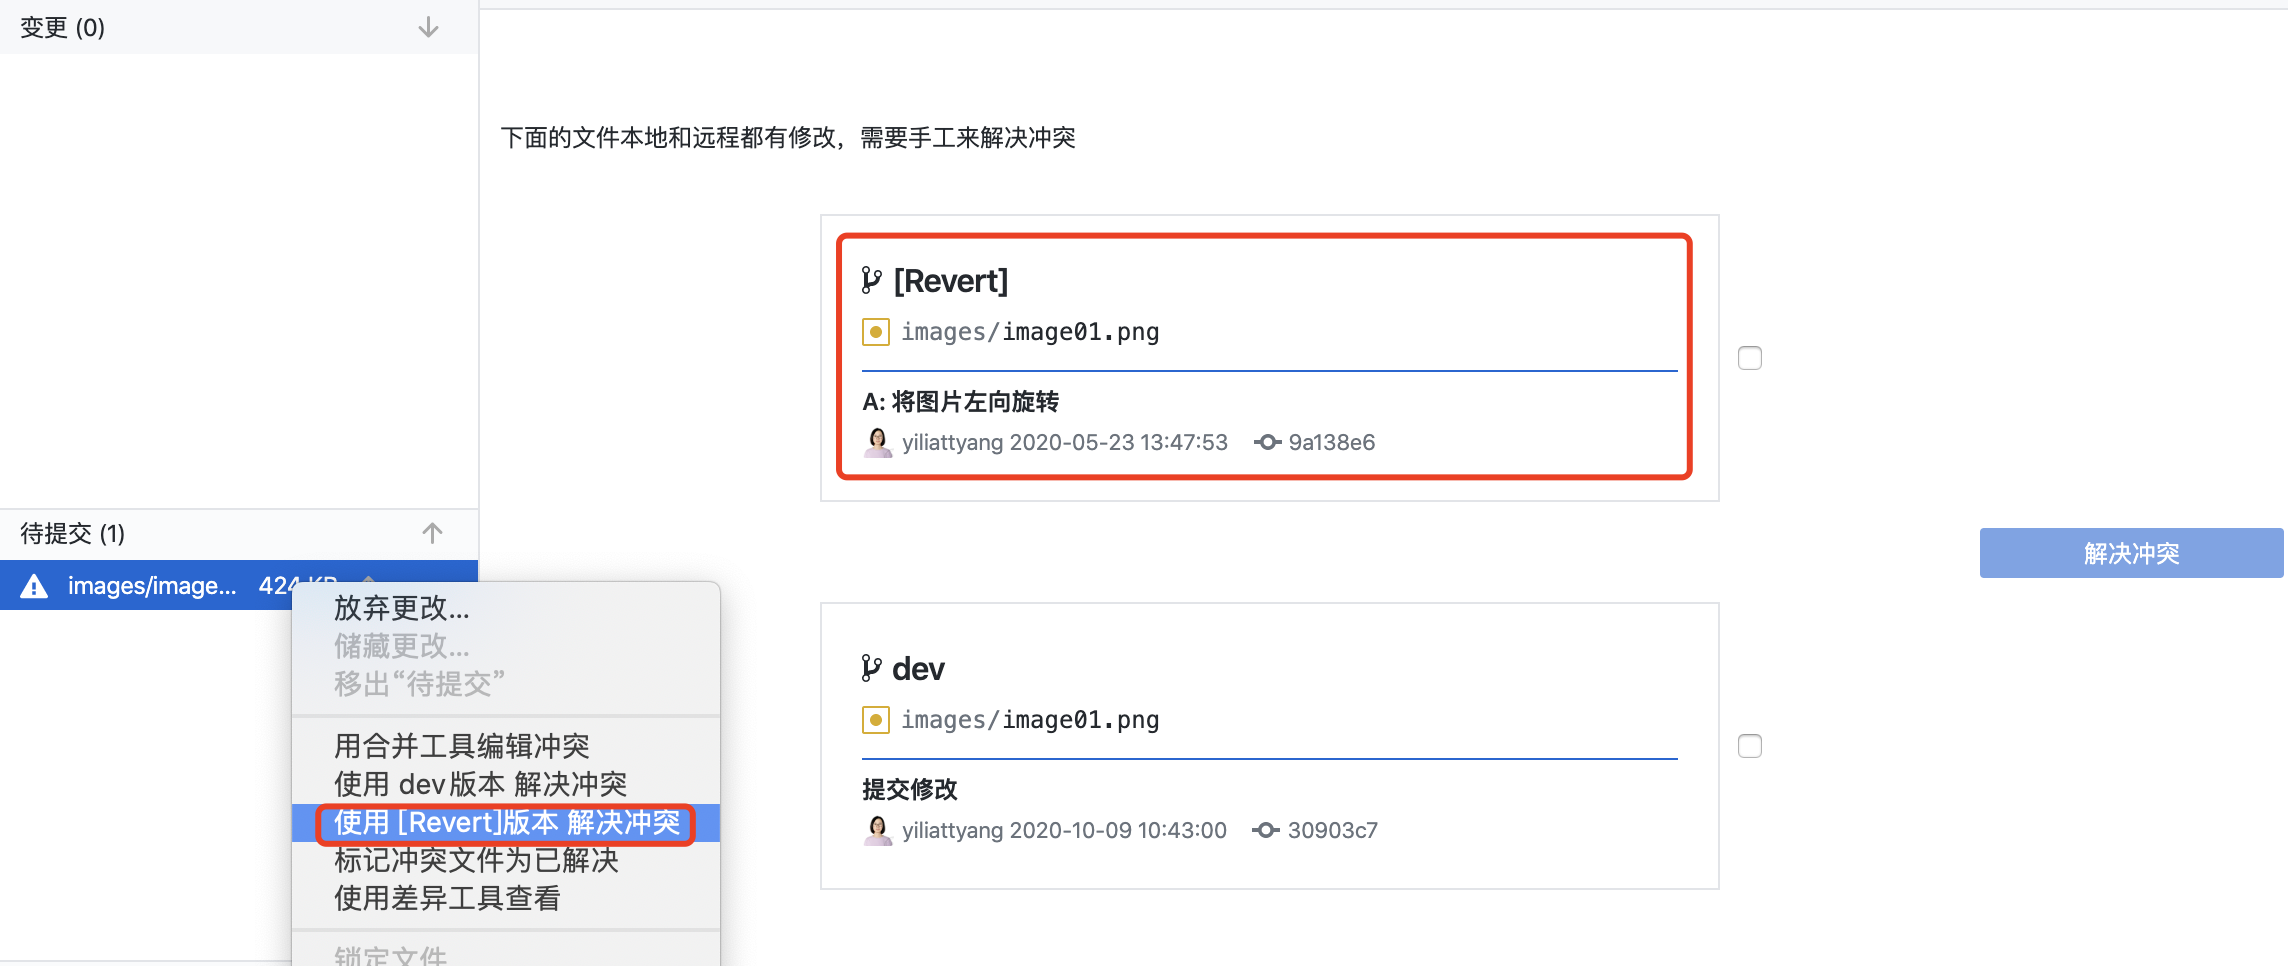 变更 (0)
下面的文件本地和远程都有修改，需要手工来解决冲突
[Revert]
images/image01.png
A: 将图片左向旋转
yiliattyang 2020-05-23 13:47:53 9a138e6
待提交 (1)
解决冲突
images/image... 424 KB
放弃更改...
储藏更改...
移出“待提交”
用合并工具编辑冲突
使用 dev版本 解决冲突
使用 [Revert]版本 解决冲突
标记冲突文件为已解决
使用差异工具查看
锁定文件
dev
images/image01.png
提交修改
yiliattyang 2020-10-09 10:43:00 30903c7